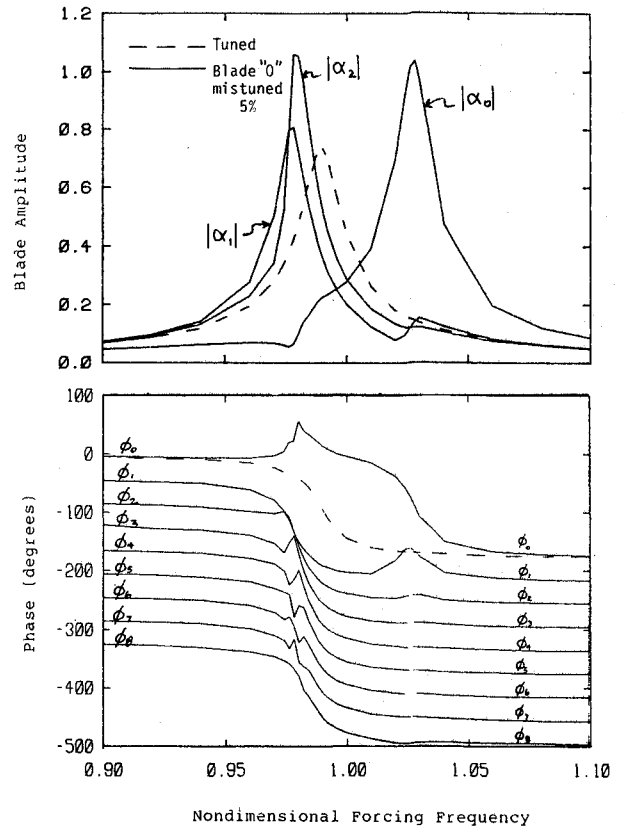 1.2
1.0
0.8
0.6
0.4
0.2
0.0
Blade Amplitude
Tuned
Blade "0"
mistuned
5%
|α₂|
|α₀|
|α₁|
100
0
-100
-200
-300
-400
-500
Phase (degrees)
ϕ₀
ϕ₁
ϕ₂
ϕ₃
ϕ₄
ϕ₅
ϕ₆
ϕ₇
ϕ₈
ϕ₀
ϕ₁
ϕ₂
ϕ₃
ϕ₄
ϕ₅
ϕ₆
ϕ₇
ϕ₈
0.90
0.95
1.00
1.05
1.10
Nondimensional Forcing Frequency